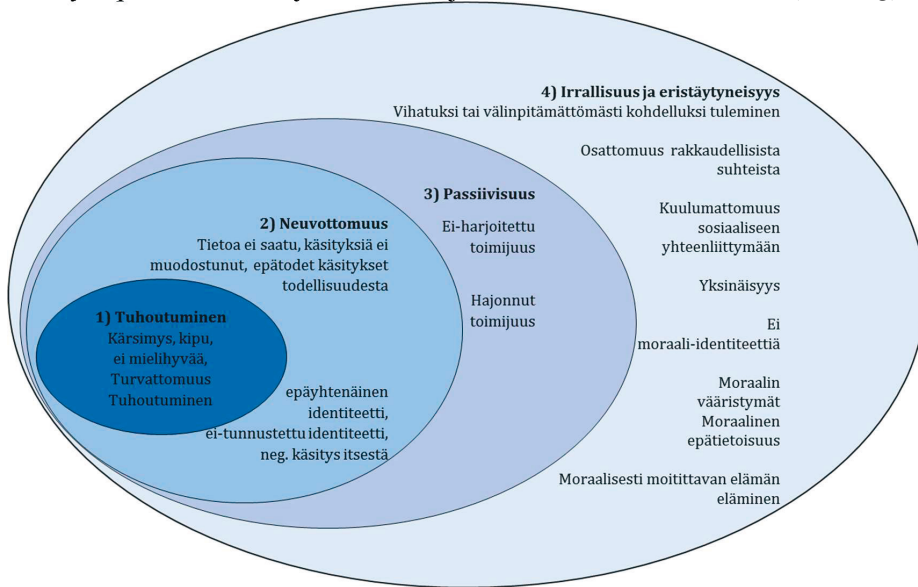 4) Irrallisuus ja eristäytyneisyys
Vihatuksi tai välinpitämättömästi kohdelluksi tuleminen
Osattomuus rakkaudellisista
suhteista
Kuulumattomuus
sosiaaliseen
yhteenliittymään
Yksinäisyys
Ei
moraali-identiteettiä
Moraalin
vääristymät
Moraalinen
epätietoisuus
Moraalisesti moitittavan elämän
eläminen
3) Passiivisuus
Ei-harjoitettu
toimijuus
Hajonnut
toimijuus
2) Neuvottomuus
Tietoa ei saatu, käsityksiä ei
muodostunut, epätodet käsitykset
todellisuudesta
epäyhtenäinen
identiteetti,
ei-tunnustettu identiteetti,
neg. käsitys itsestä
1) Tuhoutuminen
Kärsimys, kipu,
ei mielihyvää,
Turvattomuus
Tuhoutuminen